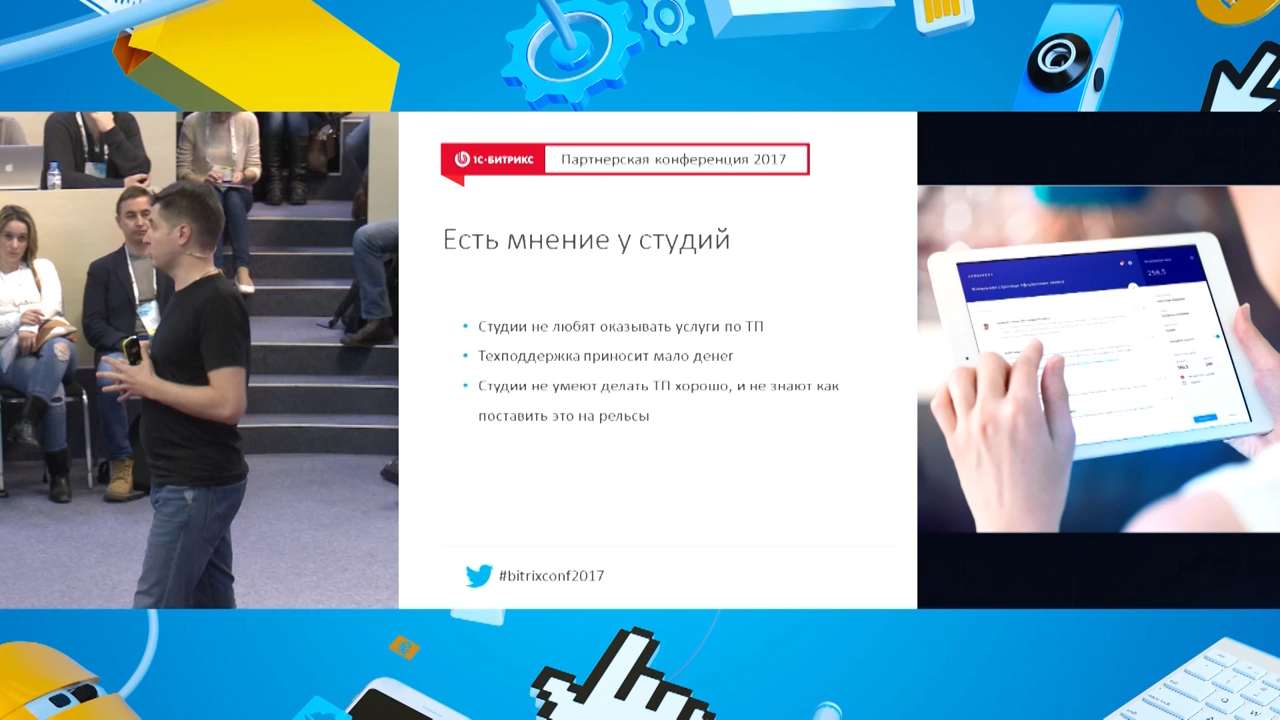 1С·БИТРИКС Партнерская конференция 2017
Есть мнение у студий
• Студии не любят оказывать услуги по ТП
• Техподдержка приносит мало денег
• Студии не умеют делать ТП хорошо, и не знают как
поставить это на рельсы
#bitrixconf2017